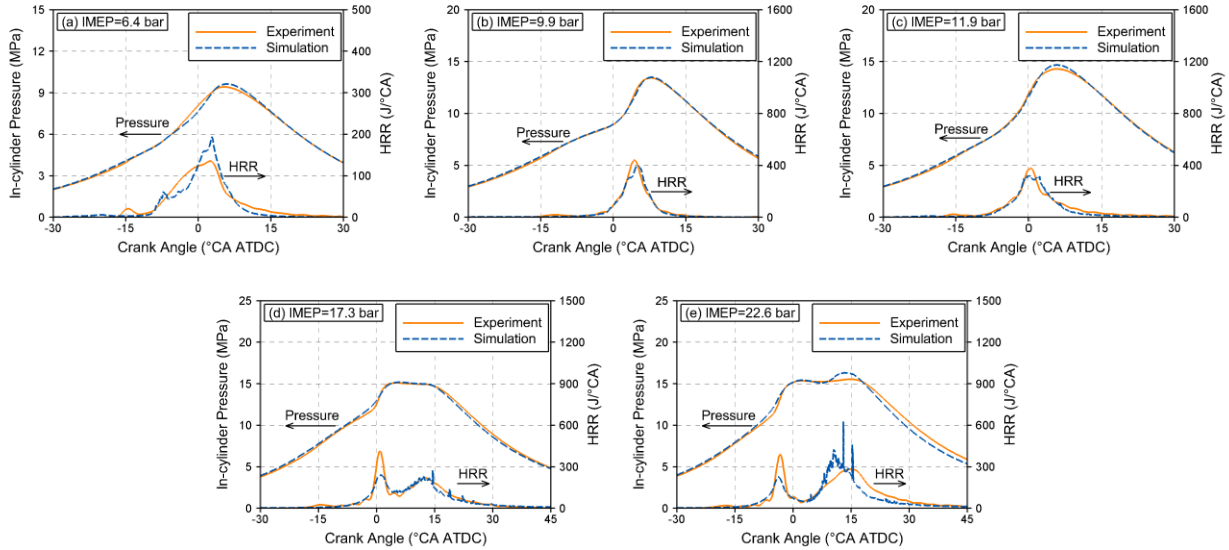 (a) IMEP=6.4 bar
Experiment
Simulation
Pressure
HRR
In-cylinder Pressure (MPa)
15
12
9
6
3
0
HRR (J/°CA)
500
400
300
200
100
0
-30
-15
0
15
30
Crank Angle (°CA ATDC)
(b) IMEP=9.9 bar
Experiment
Simulation
Pressure
HRR
In-cylinder Pressure (MPa)
20
15
10
5
0
HRR (J/°CA)
1600
1200
800
400
0
-30
-15
0
15
30
Crank Angle (°CA ATDC)
(c) IMEP=11.9 bar
Experiment
Simulation
Pressure
HRR
In-cylinder Pressure (MPa)
20
15
10
5
0
HRR (J/°CA)
1600
1200
800
400
0
-30
-15
0
15
30
Crank Angle (°CA ATDC)
(d) IMEP=17.3 bar
Experiment
Simulation
Pressure
HRR
In-cylinder Pressure (MPa)
25
20
15
10
5
0
HRR (J/°CA)
1500
1200
900
600
300
0
-30
-15
0
15
30
45
Crank Angle (°CA ATDC)
(e) IMEP=22.6 bar
Experiment
Simulation
Pressure
HRR
In-cylinder Pressure (MPa)
25
20
15
10
5
0
HRR (J/°CA)
1500
1200
900
600
300
0
-30
-15
0
15
30
45
Crank Angle (°CA ATDC)